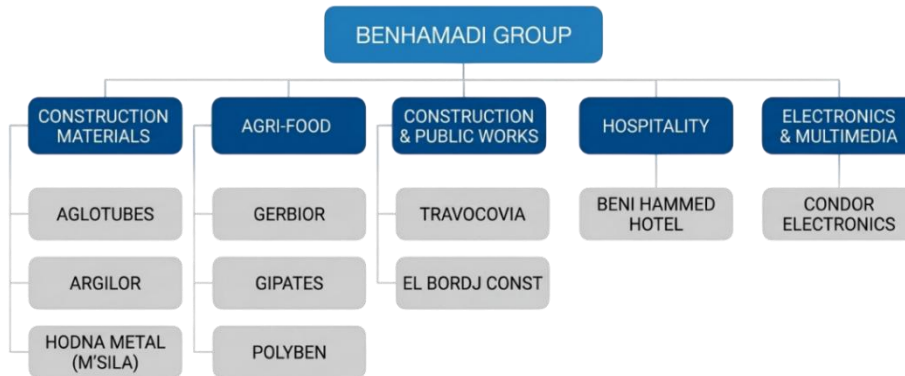 BENHAMADI GROUP
CONSTRUCTION
MATERIALS
AGRI-FOOD
CONSTRUCTION
& PUBLIC WORKS
HOSPITALITY
ELECTRONICS
& MULTIMEDIA
AGLOTUBES
GERBIOR
TRAVOCOVIA
BENI HAMMED
HOTEL
CONDOR
ELECTRONICS
ARGILOR
GIPATES
EL BORDJ CONST
HODNA METAL
(M'SILA)
POLYBEN